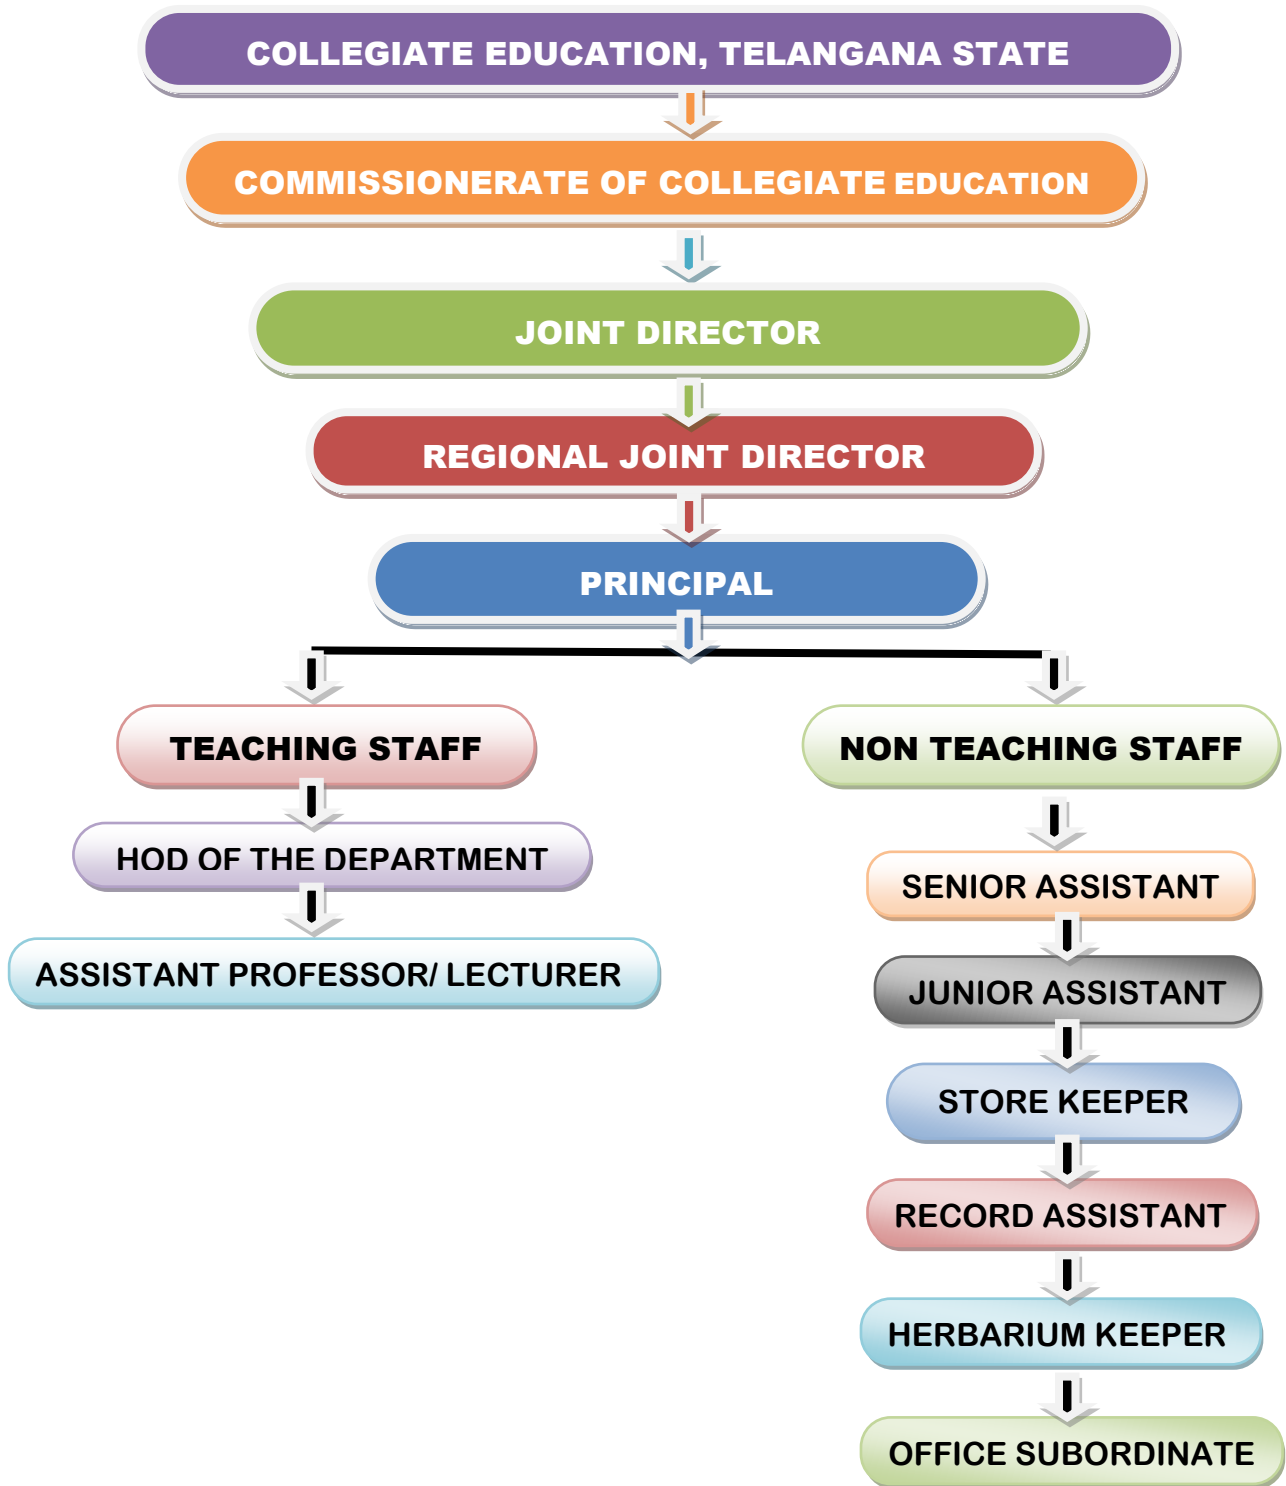 COLLEGIATE EDUCATION, TELANGANA STATE
COMMISSIONERATE OF COLLEGIATE EDUCATION
JOINT DIRECTOR
REGIONAL JOINT DIRECTOR
PRINCIPAL
TEACHING STAFF
HOD OF THE DEPARTMENT
ASSISTANT PROFESSOR/ LECTURER
NON TEACHING STAFF
SENIOR ASSISTANT
JUNIOR ASSISTANT
STORE KEEPER
RECORD ASSISTANT
HERBARIUM KEEPER
OFFICE SUBORDINATE